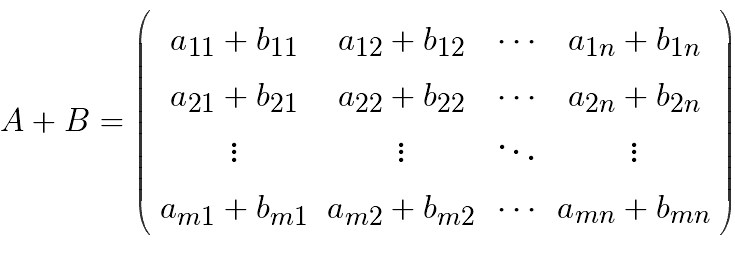 A + B = ( a₁₁ + b₁₁ a₁₂ + b₁₂ ⋯ a₁ₙ + b₁ₙ
a₂₁ + b₂₁ a₂₂ + b₂₂ ⋯ a₂ₙ + b₂ₙ
⋮ ⋮ ⋱ ⋮
aₘ₁ + bₘ₁ aₘ₂ + bₘ₂ ⋯ aₘₙ + bₘₙ )